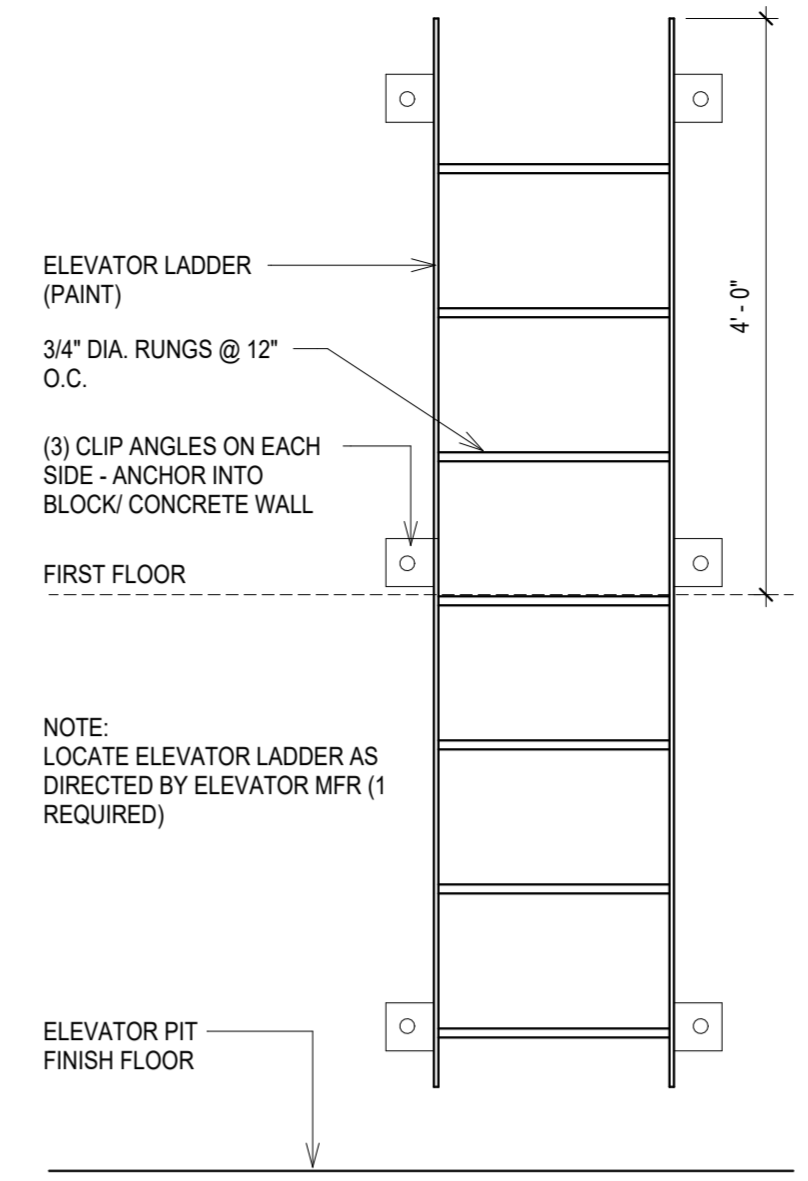 4' - 0"
ELEVATOR LADDER
(PAINT)
3/4" DIA. RUNGS @ 12"
O.C.
(3) CLIP ANGLES ON EACH
SIDE - ANCHOR INTO
BLOCK/ CONCRETE WALL
FIRST FLOOR
NOTE:
LOCATE ELEVATOR LADDER AS
DIRECTED BY ELEVATOR MFR (1
REQUIRED)
ELEVATOR PIT
FINISH FLOOR